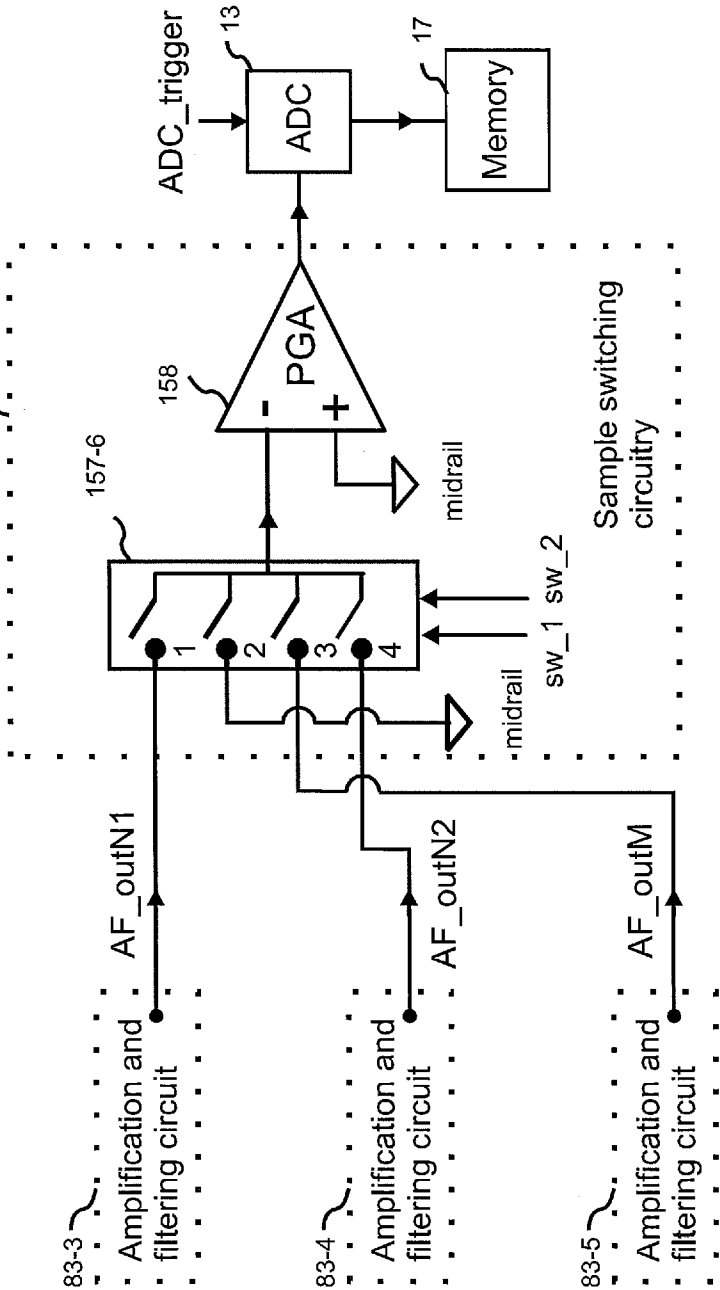 83-3
Amplification and
filtering circuit
AF_outN1
83-4
Amplification and
filtering circuit
AF_outN2
83-5
Amplification and
filtering circuit
AF_outM
157-6
1
2
3
4
midrail
sw_1
sw_2
158
-
+
PGA
midrail
Sample switching
circuitry
ADC_trigger
13
ADC
17
Memory